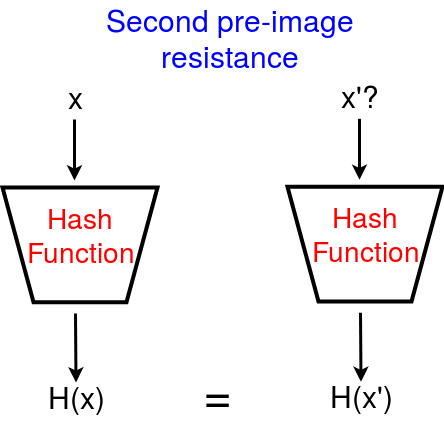 Second pre-image
resistance
x
x'?
Hash
Function
Hash
Function
H(x)
=
H(x')